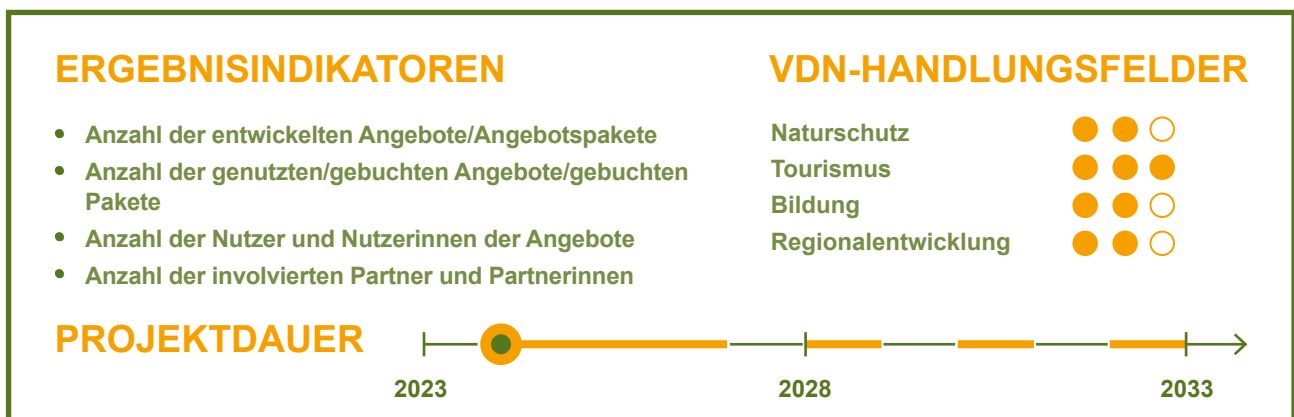 ERGEBNISINDIKATOREN
• Anzahl der entwickelten Angebote/Angebotspakete
• Anzahl der genutzten/gebuchten Angebote/gebuchten
Pakete
• Anzahl der Nutzer und Nutzerinnen der Angebote
• Anzahl der involvierten Partner und Partnerinnen
VDN-HANDLUNGSFELDER
Naturschutz
Tourismus
Bildung
Regionalentwicklung
PROJEKTDAUER
2023 2028 2033